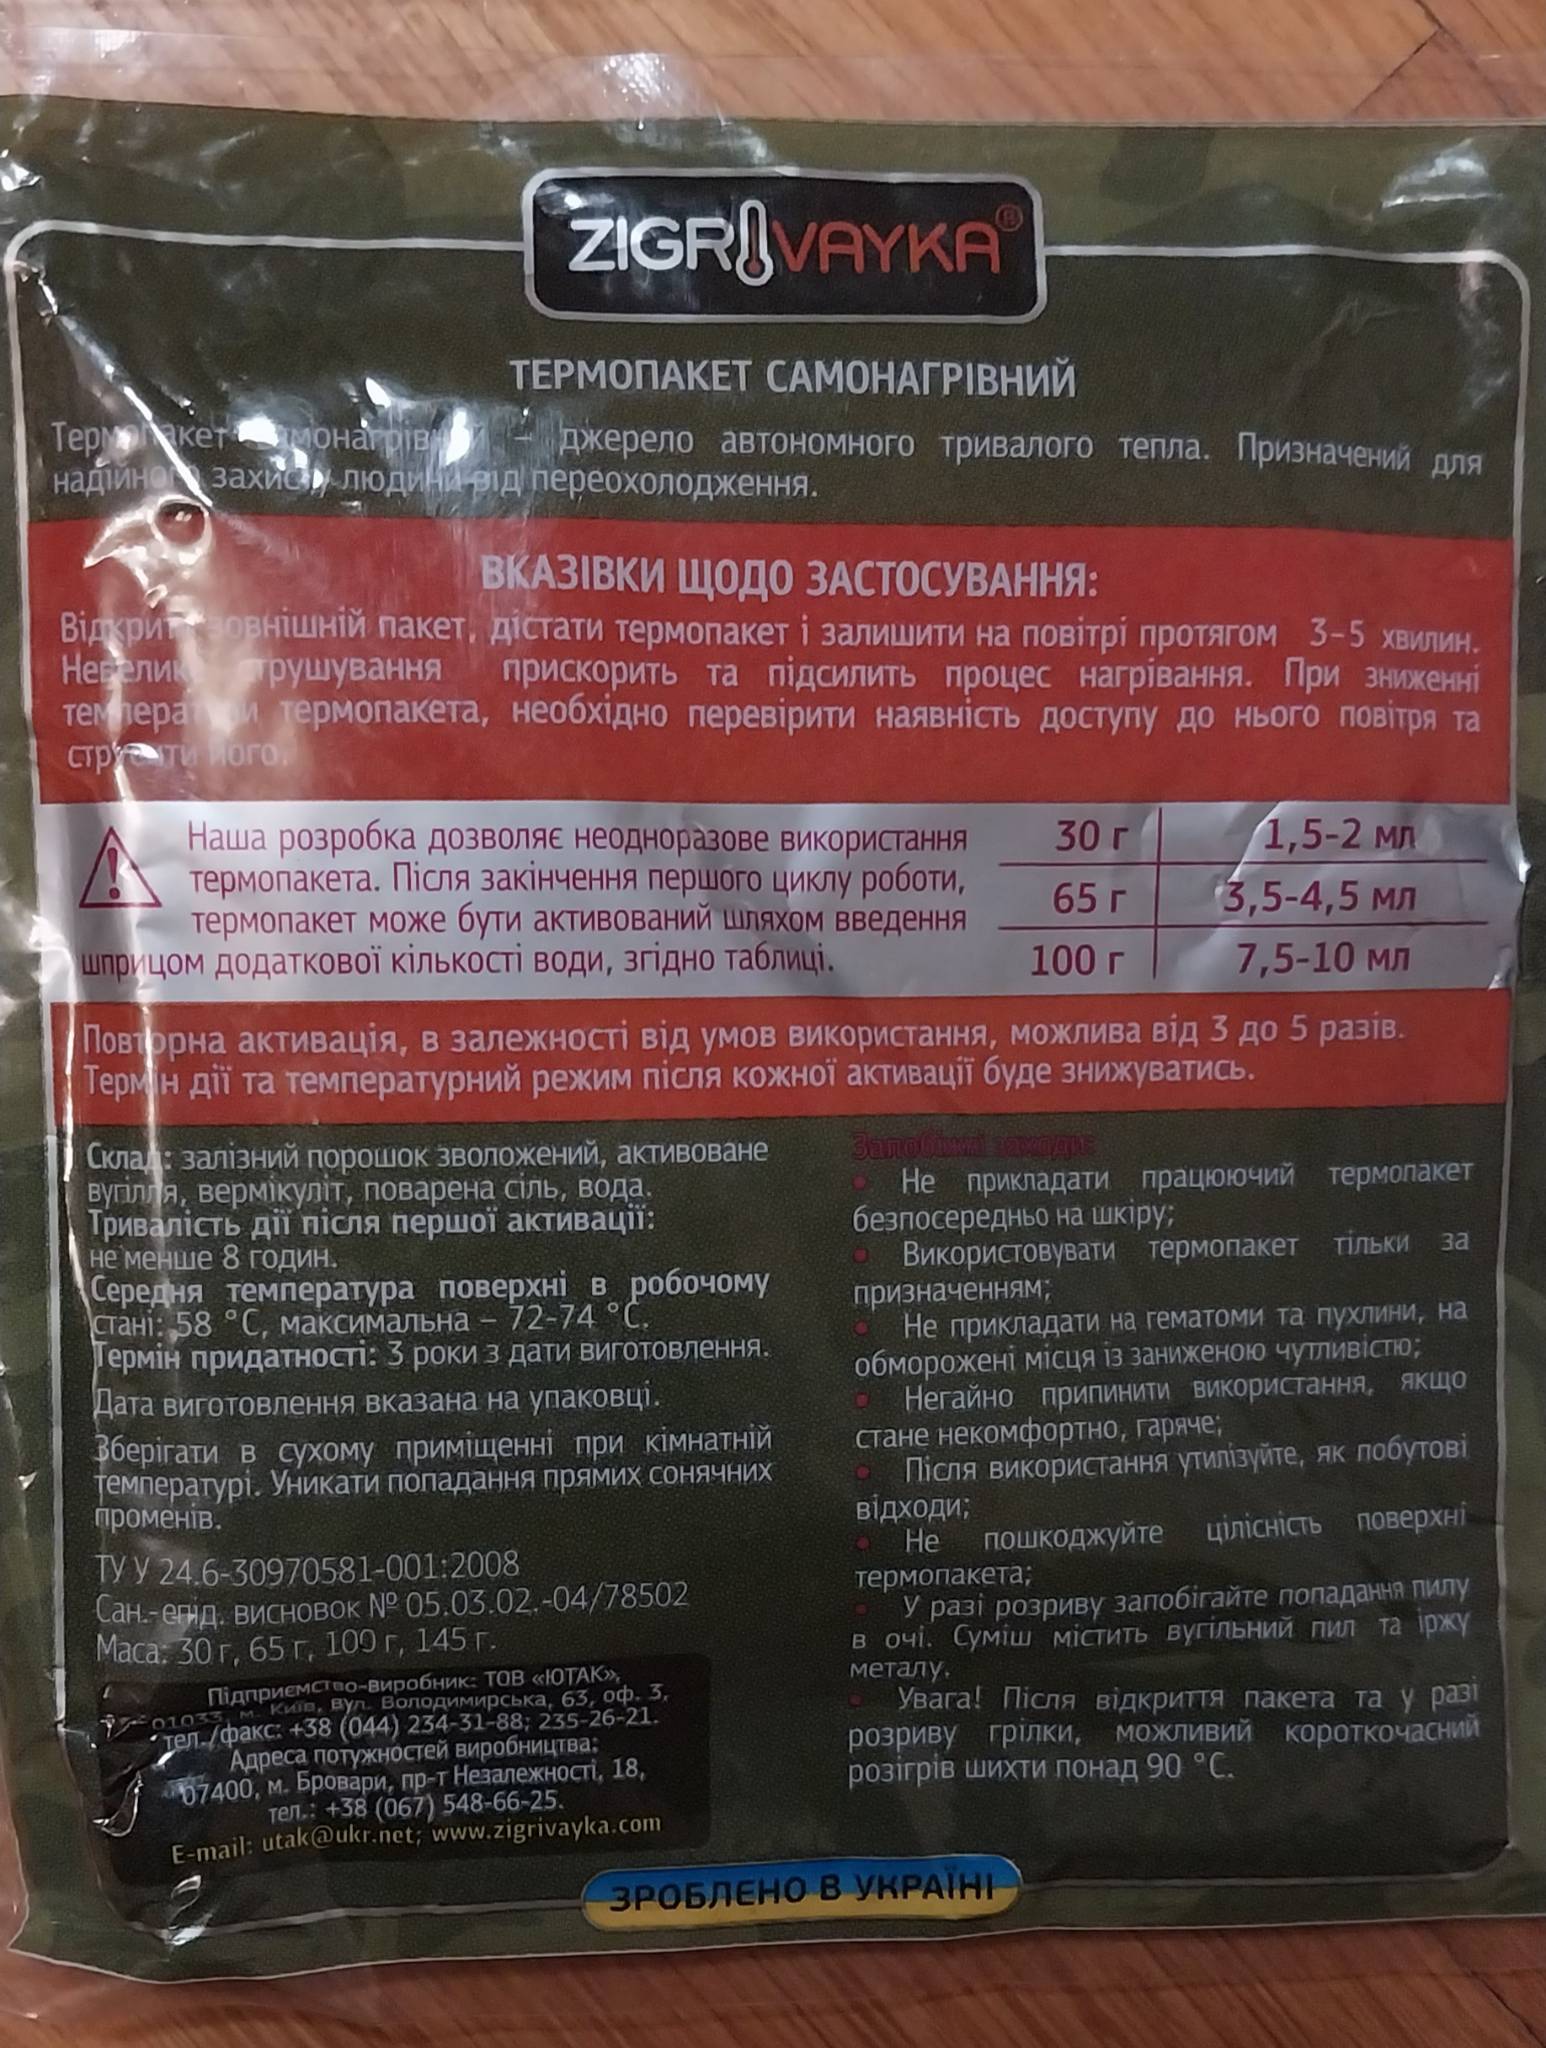 ZIGRIVAYKA®
ТЕРМОПАКЕТ САМОНАГРІВНИЙ
Термопакет самонагрівний – джерело автономного тривалого тепла. Призначений для
надійного захисту людини від переохолодження.
ВКАЗІВКИ ЩОДО ЗАСТОСУВАННЯ:
Відкрити зовнішній пакет, дістати термопакет і залишити на повітрі протягом 3-5 хвилин.
струшування прискорить та підсилить процес нагрівання. При зниженні
температури термопакета, необхідно перевірити наявність доступу до нього повітря та
його.
Наша розробка дозволяє неодноразове використання
термопакета. Після закінчення першого циклу роботи,
термопакет може бути активований шляхом введення
шприцом додаткової кількості води, згідно таблиці.
30 г 1,5-2 мл
65 г 3,5-4,5 мл
100 г 7,5-10 мл
Повторна активація, в залежності від умов використання, можлива від 3 до 5 разів.
Термін дії та температурний режим після кожної активації буде знижуватись.
Склад: залізний порошок зволожений, активоване
вугілля, вермікуліт, поварена сіль, вода.
Тривалість дії після першої активації:
не менше 8 годин.
Середня температура поверхні в робочому
стані: 58 °С, максимальна – 72-74 °С.
Термін придатності: 3 роки з дати виготовлення.
Дата виготовлення вказана на упаковці.
Зберігати в сухому приміщенні при кімнатній
температурі. Уникати попадання прямих сонячних
променів.
ТУ У 24.6-30970581-001:2008
Сан.-епід. висновок № 05.03.02.-04/78502
Маса: 30 г, 65 г, 100 г, 145 г.
Підприємство-виробник: ТОВ «ЮТАК»,
01033, м. Київ, вул. Володимирська, 63, оф. 3,
тел./факс: +38 (044) 234-31-88; 235-26-21.
Адреса потужностей виробництва:
07400, м. Бровари, пр-т Незалежності, 18,
тел.: +38 (067) 548-66-25.
E-mail: utak@ukr.net; www.zigrivayka.com
Запобіжні заходи:
• Не прикладати працюючий термопакет
безпосередньо на шкіру;
• Використовувати термопакет тільки за
призначенням;
• Не прикладати на гематоми та пухлини, на
обморожені місця із заниженою чутливістю;
• Негайно припинити використання, якщо
стане некомфортно, гаряче;
• Після використання утилізуйте, як побутові
відходи;
• Не пошкоджуйте цілісність поверхні
термопакета;
• У разі розриву запобігайте попадання пилу
в очі. Суміш містить вугільний пил та іржу
металу.
• Увага! Після відкриття пакета та у разі
розриву грілки, можливий короткочасний
розігрів шихти понад 90 °С.
ЗРОБЛЕНО В УКРАЇНІ